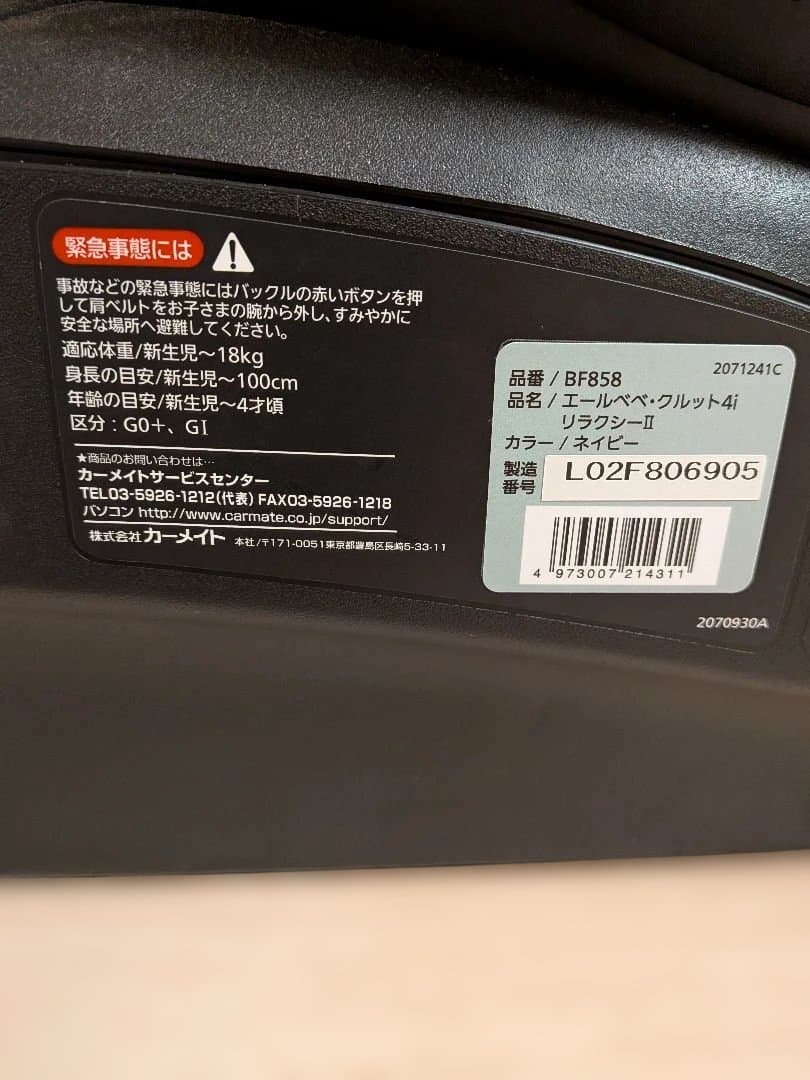 緊急事態には
事故などの緊急事態にはバックルの赤いボタンを押
して肩ベルトをお子さまの腕から外し、すみやかに
安全な場所へ避難してください。
適応体重/新生児〜18kg
身長の目安/新生児〜100cm
年齢の目安/新生児〜4才頃
区分：G0+、GⅠ
★商品のお問い合わせは…
カーメイトサービスセンター
TEL03-5926-1212(代表) FAX03-5926-1218
パソコン http://www.carmate.co.jp/support/
株式会社カーメイト 本社/〒171-0051東京都豊島区長崎5-33-11
2071241C
品番 / BF858
品名 / エールベベ・クルット4i
リラクシーⅡ
カラー / ネイビー
製造番号 L02F806905
4 973007 214311
2070930A